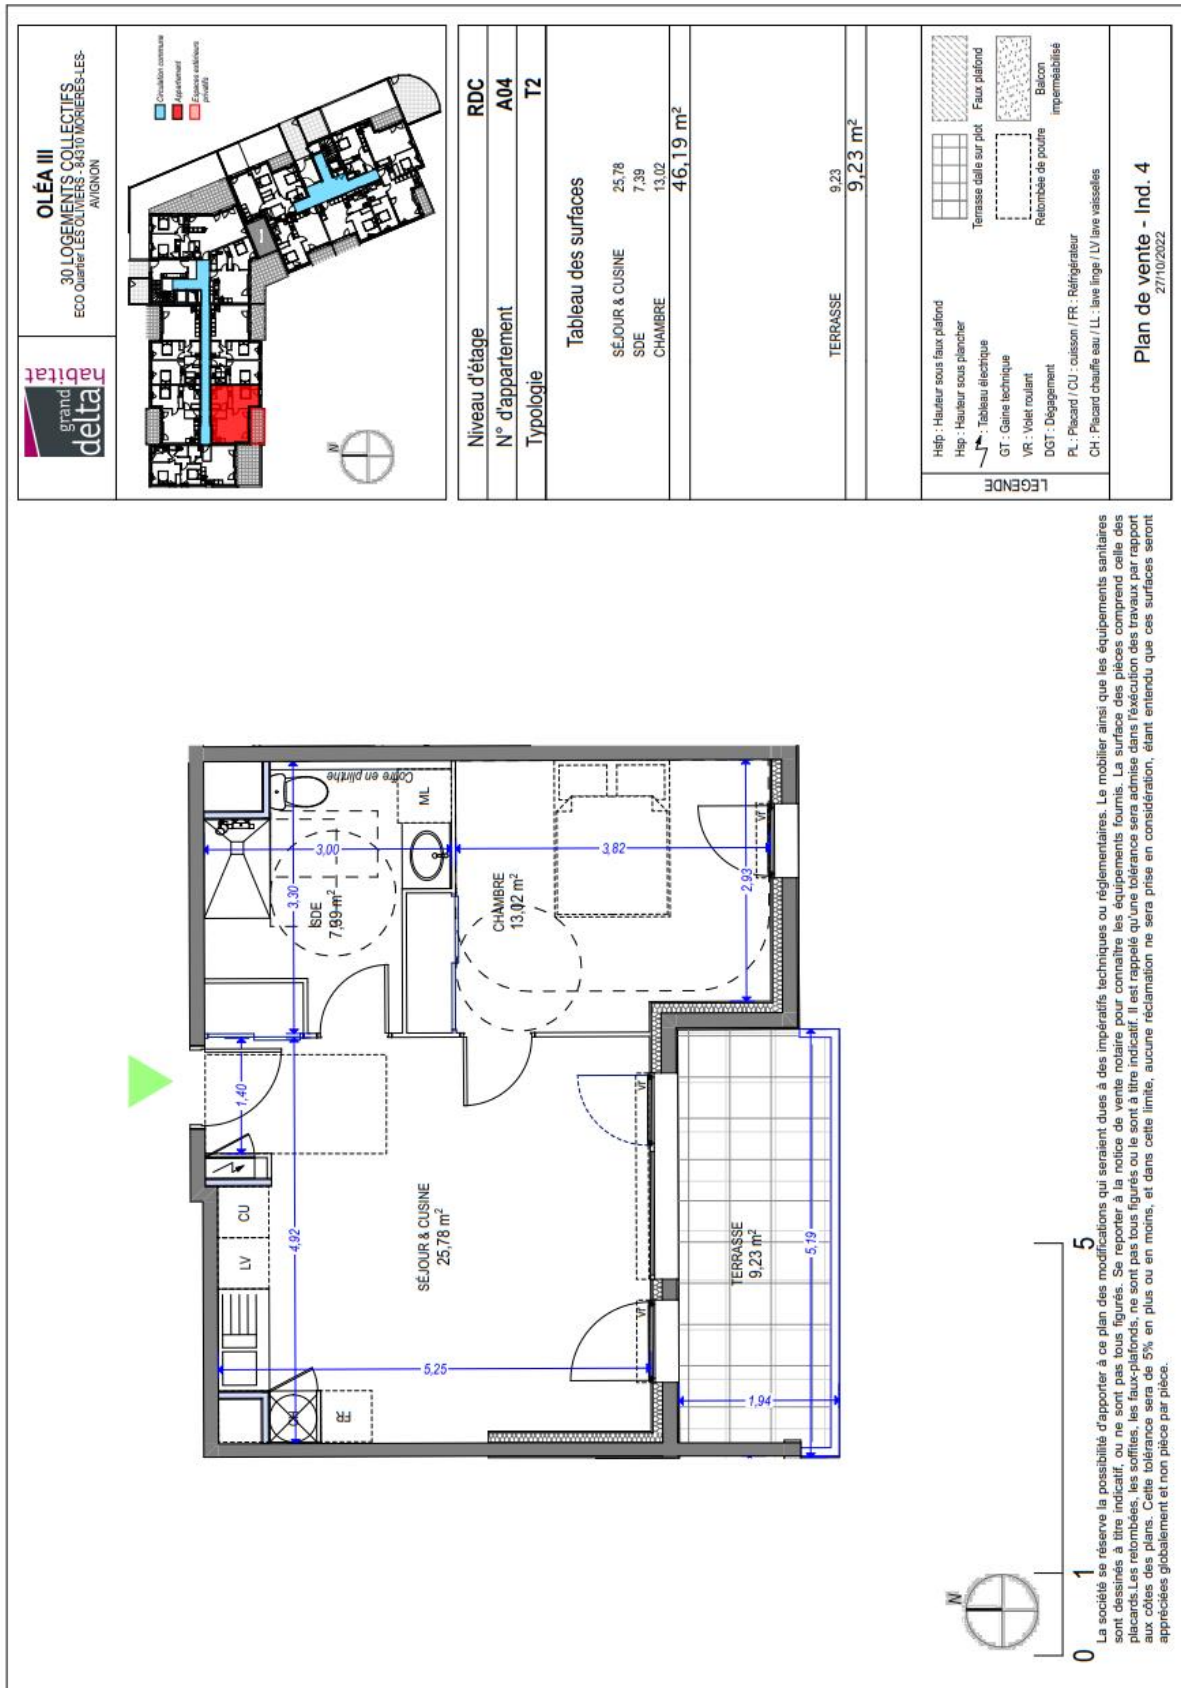 grand
delta
habitat
OLÉA III
30 LOGEMENTS COLLECTIFS
ECO Quartier LES OLIVIERS - 84310 MORIERES-LES-
AVIGNON
Circulation commune
Appartement
Espaces extérieurs
privatifs
N
Niveau d'étage RDC
N° d'appartement A04
Typologie T2
Tableau des surfaces
SÉJOUR & CUSINE 25,78
SDE 7,39
CHAMBRE 13,02
46,19 m²
TERRASSE 9,23
9,23 m²
LEGENDE
Hsfp : Hauteur sous faux plafond
Hsp : Hauteur sous plancher
: Tableau électrique
GT : Gaine technique
VR : Volet roulant
DGT : Dégagement
PL : Placard / CU : cuisson / FR : Réfrigérateur
CH : Placard chauffe eau / LL : lave linge / LV lave vaisselles
Terrasse dalle sur plot
Faux plafond
Retombée de poutre
Balcon
imperméabilisé
Plan de vente - Ind. 4
27/10/2022
Coffre en plinthe
ML
3,00
3,30
SDE
7,39 m²
CHAMBRE
13,02 m²
3,82
2,93
vr
1,40
4,92
CU
LV
FR
SÉJOUR & CUSINE
25,78 m²
5,25
vr
vr
TERRASSE
9,23 m²
5,19
1,94
N
0 1 5
La société se réserve la possibilité d'apporter à ce plan des modifications qui seraient dues à des impératifs techniques ou réglementaires. Le mobilier ainsi que les équipements sanitaires
sont dessinés à titre indicatif, ou ne sont pas tous figurés. Se reporter à la notice de vente notaire pour connaître les équipements fournis. La surface des pièces comprend celle des
placards.Les retombées, les soffites, les faux-plafonds, ne sont pas tous figurés ou le sont à titre indicatif. Il est rappelé qu'une tolérance sera admise dans l'exécution des travaux par rapport
aux côtes des plans. Cette tolérance sera de 5% en plus ou en moins, et dans cette limite, aucune réclamation ne sera prise en considération, étant entendu que ces surfaces seront
appréciées globalement et non pièce par pièce.